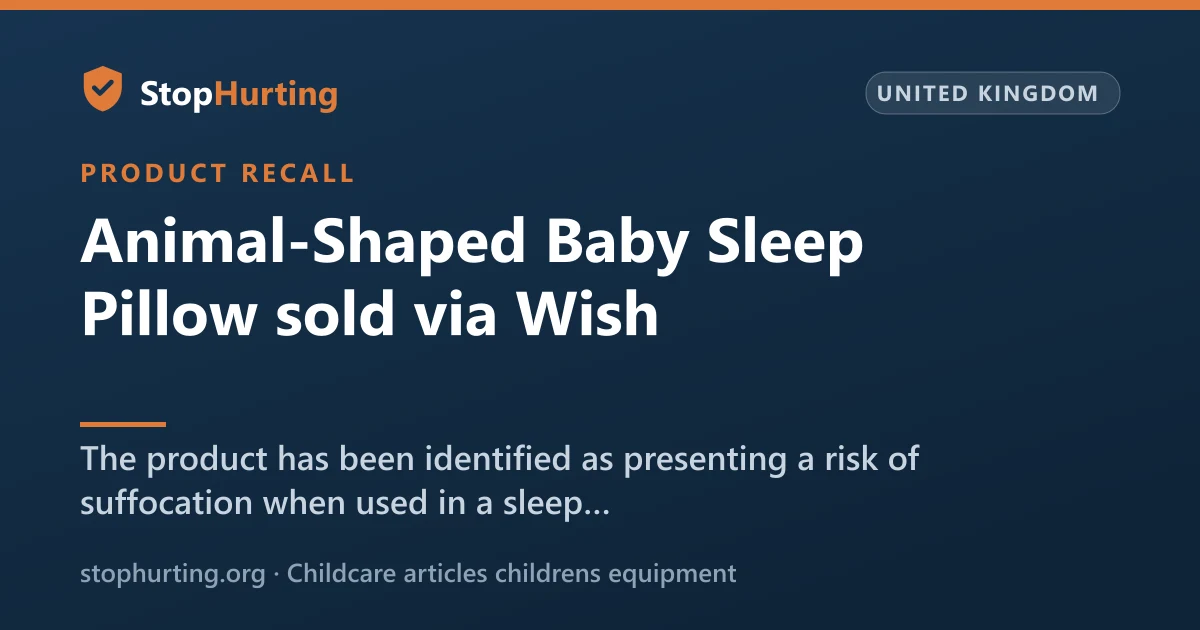 StopHurting
UNITED KINGDOM
PRODUCT RECALL
Animal-Shaped Baby Sleep
Pillow sold via Wish
The product has been identified as presenting a risk of
suffocation when used in a sleep...
stophurting.org · Childcare articles childrens equipment